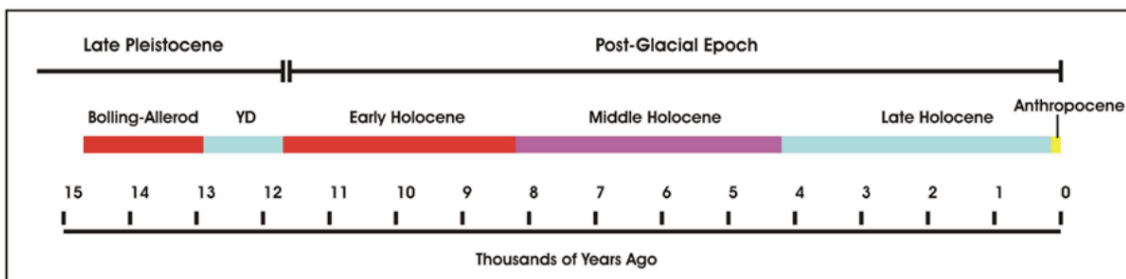 Late Pleistocene Post-Glacial Epoch
Anthropocene
Bolling-Allerod YD Early Holocene Middle Holocene Late Holocene
15 14 13 12 11 10 9 8 7 6 5 4 3 2 1 0
Thousands of Years Ago